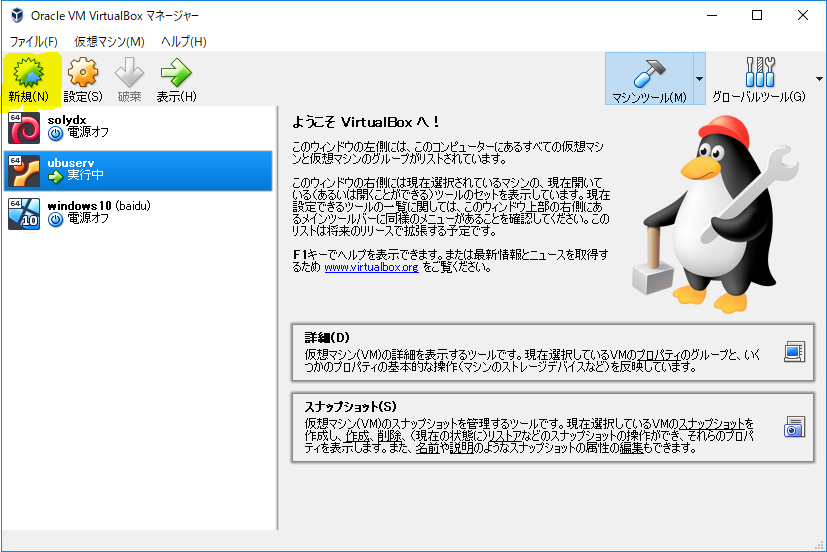 Oracle VM VirtualBox マネージャー
ファイル(F) 仮想マシン(M) ヘルプ(H)
新規(N) 設定(S) 破棄 表示(H) マシンツール(M) グローバルツール(G)
64 solydx
電源オフ
64 ubuserv
実行中
64 10 windows10 (baidu)
電源オフ
ようこそ VirtualBox へ！
このウィンドウの左側には、このコンピューターにあるすべての仮想マシ
ンと仮想マシンのグループがリストされています。
このウィンドウの右側には現在選択されているマシンの、現在開いて
いる(あるいは開くことができる)ツールのセットを表示しています。現在
設定できるツールの一覧に関しては、このウィンドウ上部の右側にあ
るメインツールバーに同様のメニューがあることを確認してください。この
リストは将来のリリースで拡張する予定です。
F1キーでヘルプを表示できます。または最新情報とニュースを取得す
るため www.virtualbox.org をご覧ください。
詳細(D)
仮想マシン(VM)の詳細を表示するツールです。現在選択しているVMのプロパティのグループと、いく
つかのプロパティの基本的な操作(マシンのストレージデバイスなど)を反映しています。
スナップショット(S)
仮想マシン(VM)のスナップショットを管理するツールです。現在選択しているVMのスナップショットを
作成し、作成、削除、(現在の状態に)リストアなどのスナップショットの操作ができ、それらのプロパ
ティを表示します。また、名前や説明のようなスナップショットの属性の編集もできます。